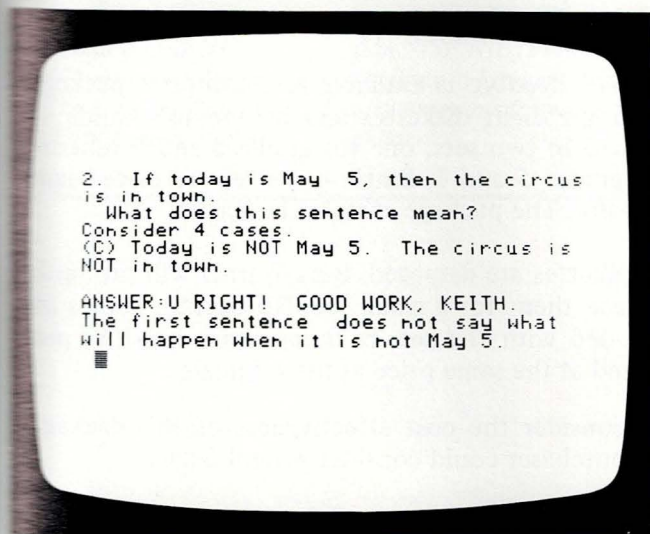 2. If today is May 5, then the circus
is in town.
What does this sentence mean?
Consider 4 cases.
(C) Today is NOT May 5. The circus is
NOT in town.
ANSWER:U RIGHT! GOOD WORK, KEITH.
The first sentence does not say what
will happen when it is not May 5.